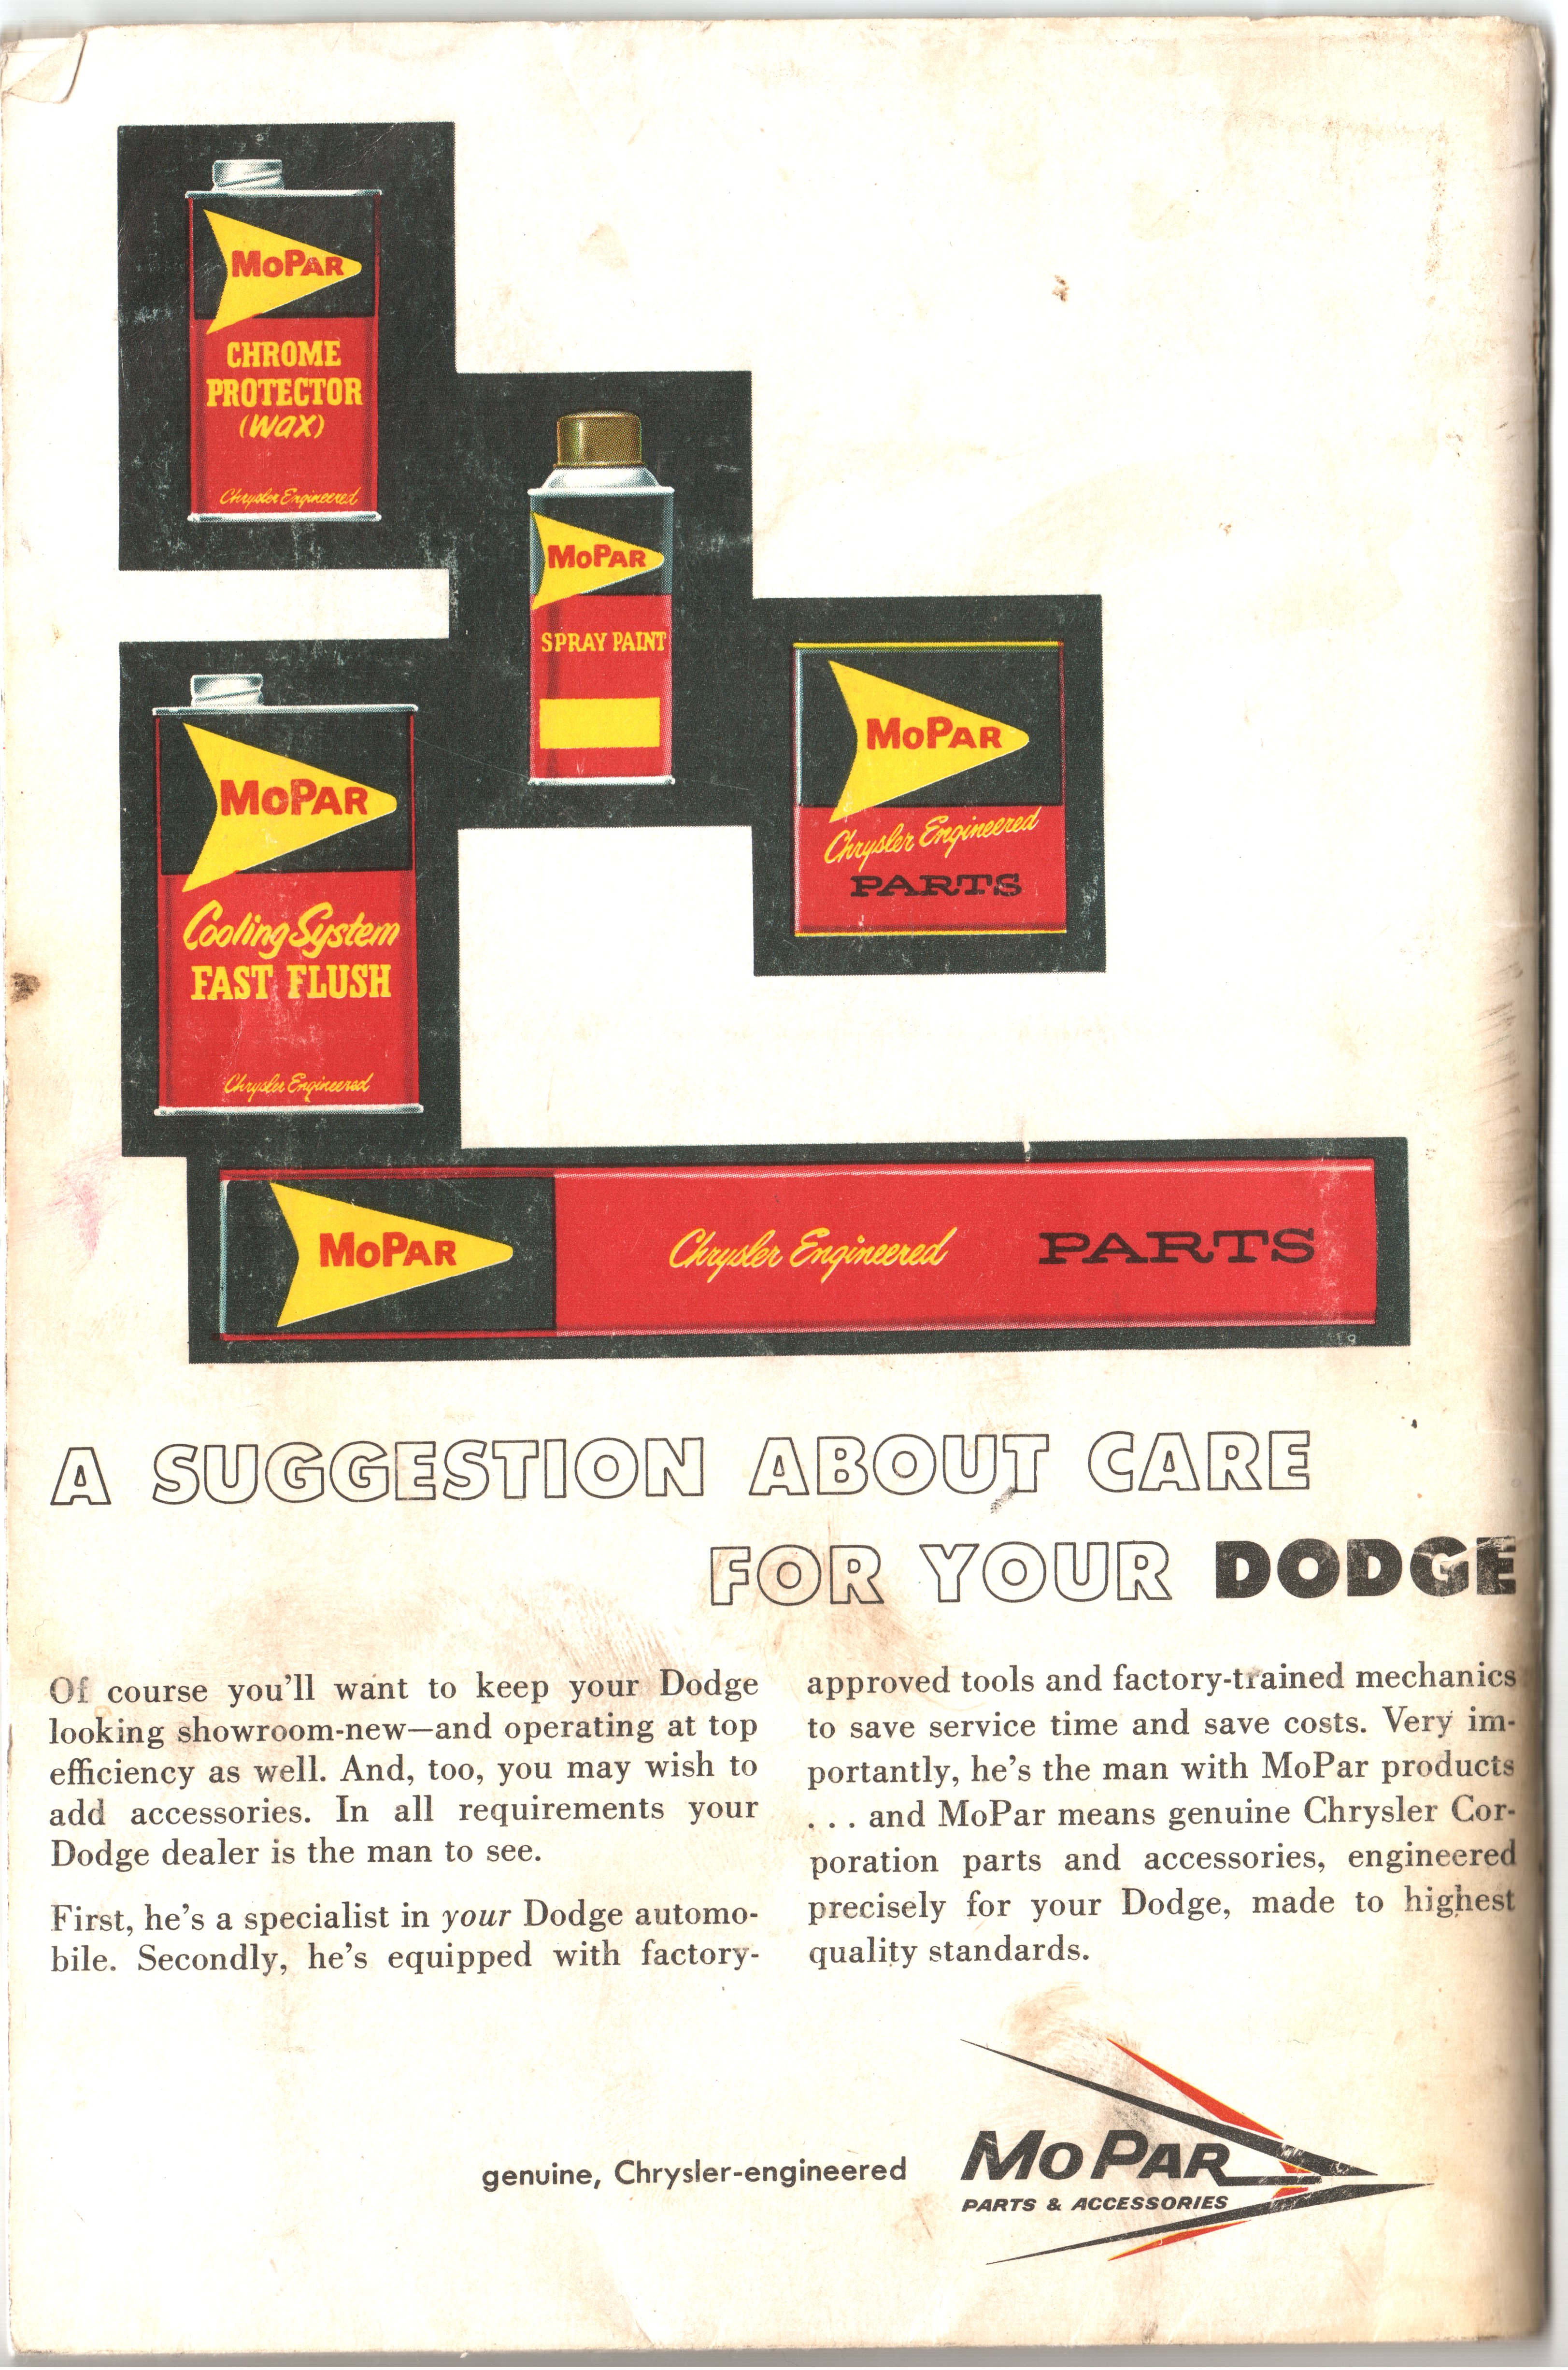 MoPar
CHROME
PROTECTOR
(WAX)
Chrysler Engineered
MoPar
SPRAY PAINT
MoPar
Cooling System
FAST FLUSH
Chrysler Engineered
MoPar
Chrysler Engineered
PARTS
MoPar
Chrysler Engineered
PARTS
A SUGGESTION ABOUT CARE
FOR YOUR DODGE
Of course you'll want to keep your Dodge
looking showroom-new—and operating at top
efficiency as well. And, too, you may wish to
add accessories. In all requirements your
Dodge dealer is the man to see.
First, he's a specialist in your Dodge automo-
bile. Secondly, he's equipped with factory-
approved tools and factory-trained mechanics
to save service time and save costs. Very im-
portantly, he's the man with MoPar products
. . . and MoPar means genuine Chrysler Cor-
poration parts and accessories, engineered
precisely for your Dodge, made to highest
quality standards.
genuine, Chrysler-engineered
MoPar
PARTS & ACCESSORIES